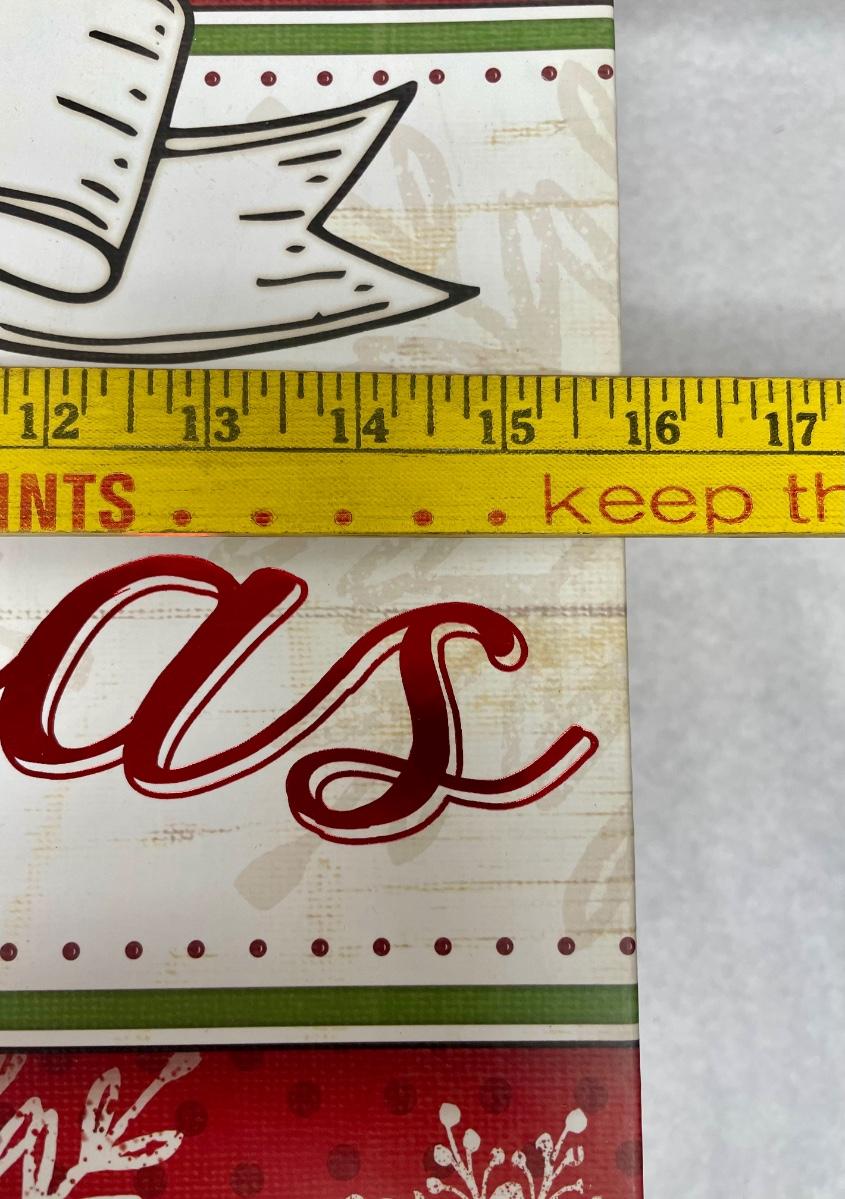 12 13 14 15 16 17
INTS . . . . . keep th
as